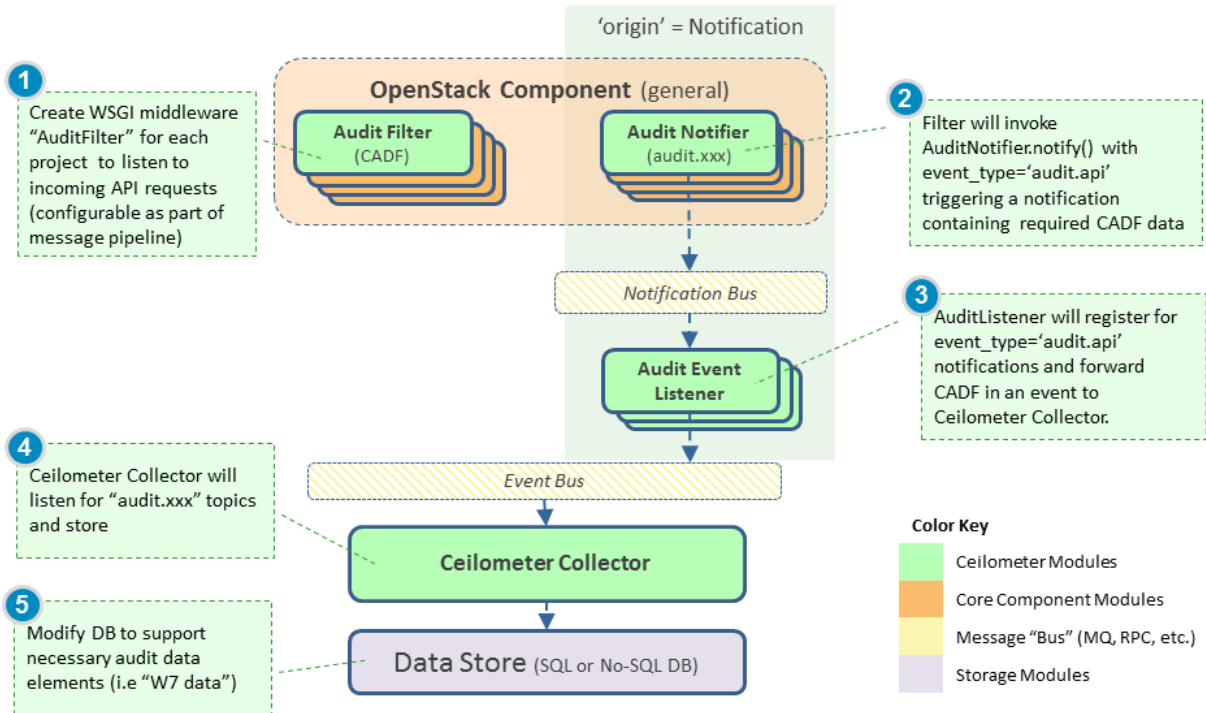 ‘origin’ = Notification
OpenStack Component (general)
Audit Filter
(CADF)
Audit Notifier
(audit.xxx)
1
Create WSGI middleware
“AuditFilter” for each
project to listen to
incoming API requests
(configurable as part of
message pipeline)
2
Filter will invoke
AuditNotifier.notify() with
event_type=‘audit.api’
triggering a notification
containing required CADF data
Notification Bus
3
AuditListener will register for
event_type=‘audit.api’
notifications and forward
CADF in an event to
Ceilometer Collector.
Audit Event
Listener
4
Ceilometer Collector will
listen for “audit.xxx” topics
and store
Event Bus
Ceilometer Collector
5
Modify DB to support
necessary audit data
elements (i.e “W7 data”)
Data Store (SQL or No-SQL DB)
Color Key
Ceilometer Modules
Core Component Modules
Message “Bus” (MQ, RPC, etc.)
Storage Modules